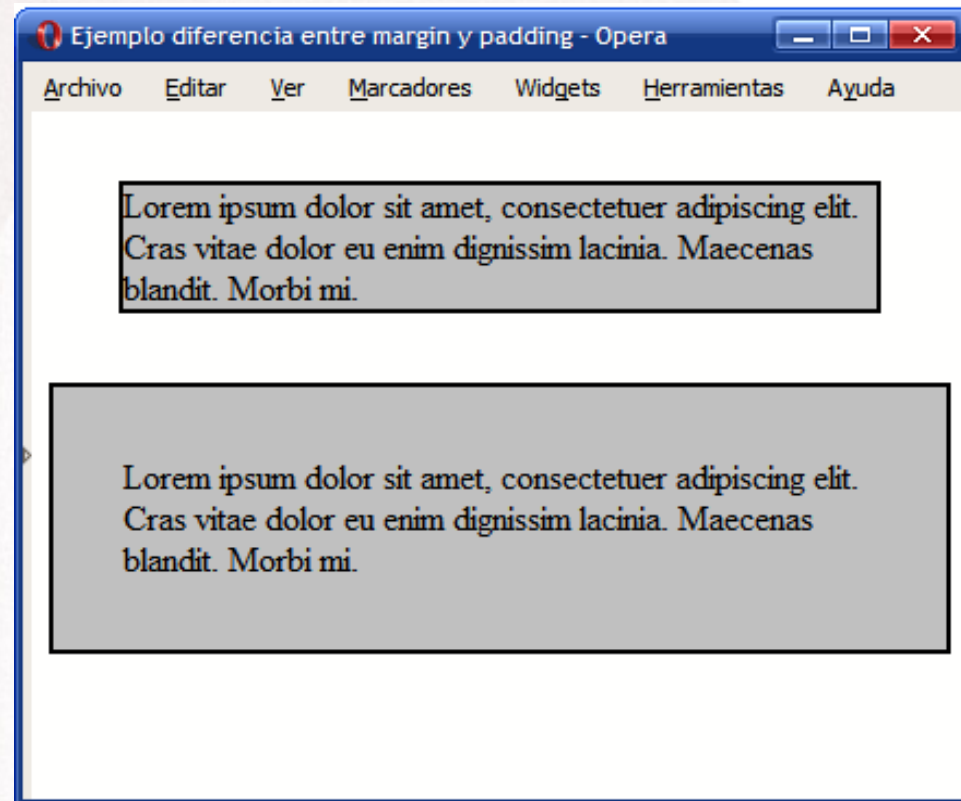 Ejemplo diferencia entre margin y padding - Opera
Archivo Editar Ver Marcadores Widgets Herramientas Ayuda
Lorem ipsum dolor sit amet, consectetuer adipiscing elit.
Cras vitae dolor eu enim dignissim lacinia. Maecenas
blandit. Morbi mi.
Lorem ipsum dolor sit amet, consectetuer adipiscing elit.
Cras vitae dolor eu enim dignissim lacinia. Maecenas
blandit. Morbi mi.